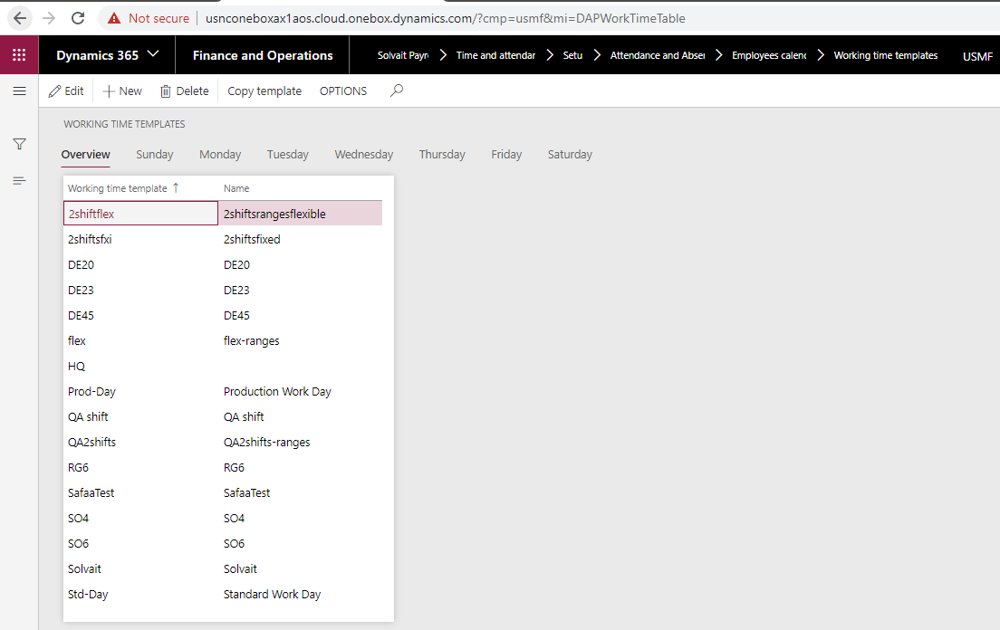 Not secure usnconeboxax1aos.cloud.onebox.dynamics.com/?cmp=usmf&mi=DAPWorkTimeTable
Dynamics 365 Finance and Operations Solvait Payr Time and attendar Setu Attendance and Abser Employees calend Working time templates USMF
Edit New Delete Copy template OPTIONS
WORKING TIME TEMPLATES
Overview Sunday Monday Tuesday Wednesday Thursday Friday Saturday
Working time template ↑ Name
2shiftflex 2shiftsrangesflexible
2shiftsfxi 2shiftsfixed
DE20 DE20
DE23 DE23
DE45 DE45
flex flex-ranges
HQ
Prod-Day Production Work Day
QA shift QA shift
QA2shifts QA2shifts-ranges
RG6 RG6
SafaaTest SafaaTest
SO4 SO4
SO6 SO6
Solvait Solvait
Std-Day Standard Work Day